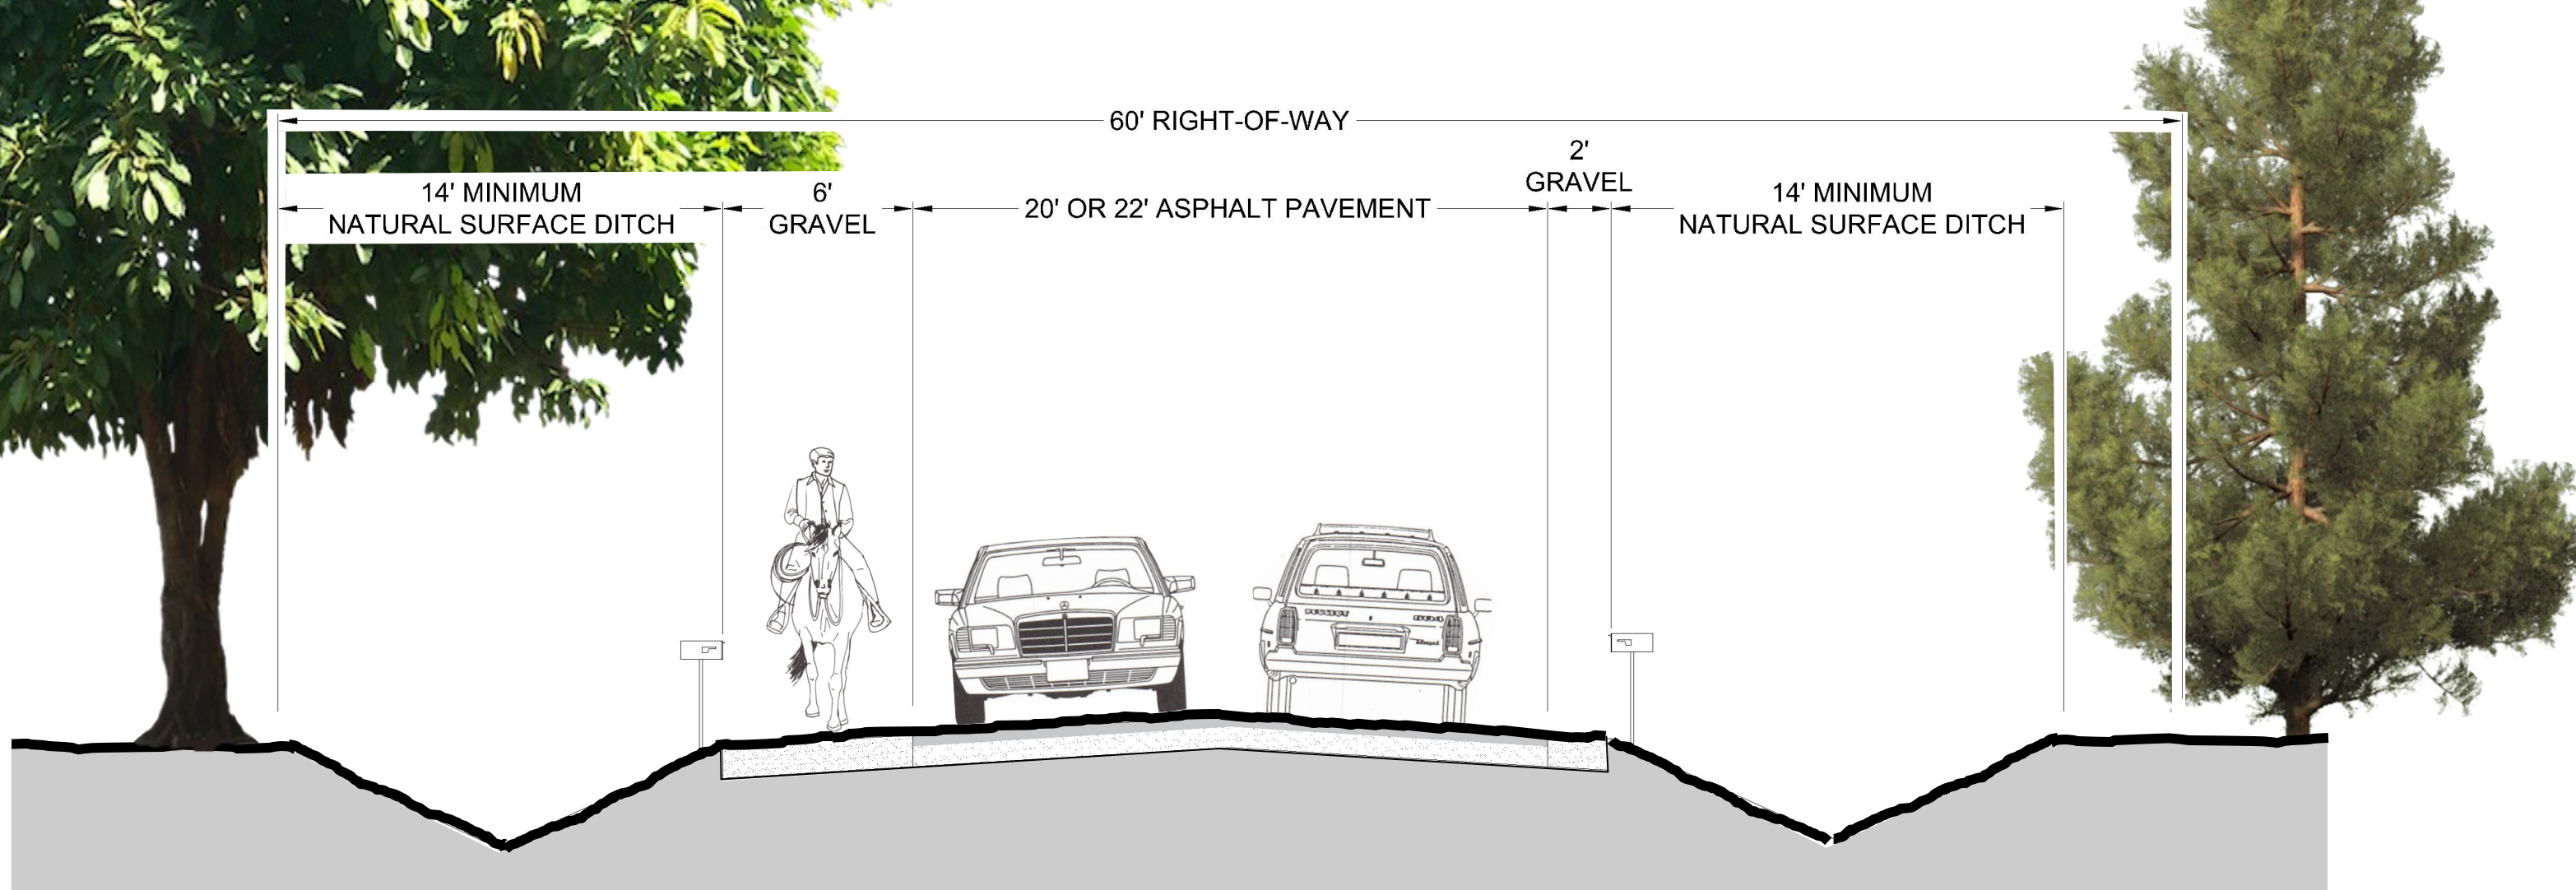 60' RIGHT-OF-WAY
2'
GRAVEL
14' MINIMUM
NATURAL SURFACE DITCH
6'
GRAVEL
20' OR 22' ASPHALT PAVEMENT
14' MINIMUM
NATURAL SURFACE DITCH
PEUGEOT